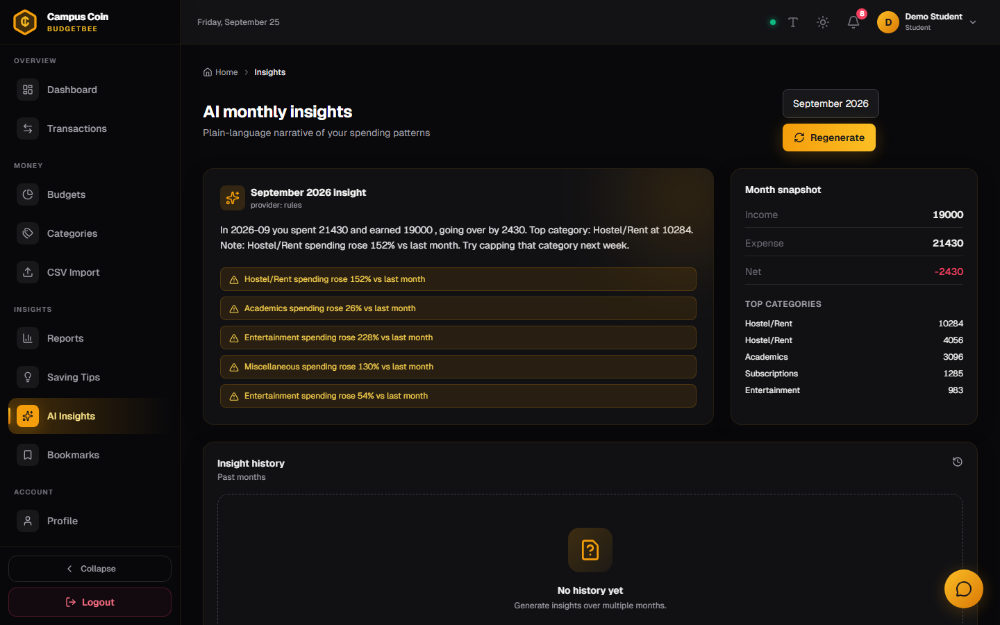 Campus Coin
BUDGETBEE
Friday, September 25
8
D
Demo Student
Student
OVERVIEW
Dashboard
Transactions
MONEY
Budgets
Categories
CSV Import
INSIGHTS
Reports
Saving Tips
AI Insights
Bookmarks
ACCOUNT
Profile
Collapse
Logout
Home
Insights
AI monthly insights
Plain-language narrative of your spending patterns
September 2026
Regenerate
September 2026 insight
provider: rules
In 2026-09 you spent 21430 and earned 19000 , going over by 2430. Top category: Hostel/Rent at 10284.
Note: Hostel/Rent spending rose 152% vs last month. Try capping that category next week.
Hostel/Rent spending rose 152% vs last month
Academics spending rose 26% vs last month
Entertainment spending rose 228% vs last month
Miscellaneous spending rose 130% vs last month
Entertainment spending rose 54% vs last month
Month snapshot
Income 19000
Expense 21430
Net -2430
TOP CATEGORIES
Hostel/Rent 10284
Hostel/Rent 4056
Academics 3096
Subscriptions 1285
Entertainment 983
Insight history
Past months
No history yet
Generate insights over multiple months.